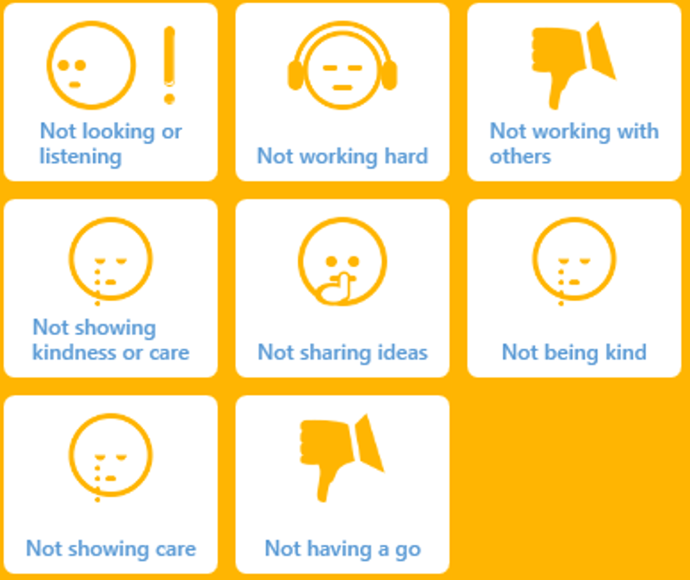 Not looking or
listening
Not working hard
Not working with
others
Not showing
kindness or care
Not sharing ideas
Not being kind
Not showing care
Not having a go